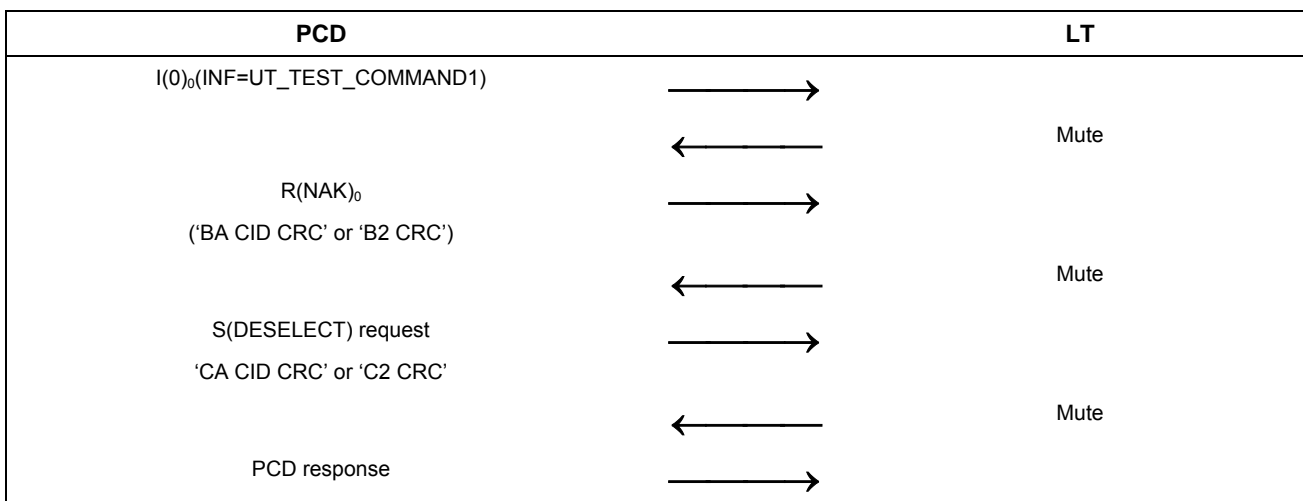 PCD LT
I(0)₀(INF=UT_TEST_COMMAND1)
Mute
R(NAK)₀
(‘BA CID CRC’ or ‘B2 CRC’)
Mute
S(DESELECT) request
‘CA CID CRC’ or ‘C2 CRC’
Mute
PCD response